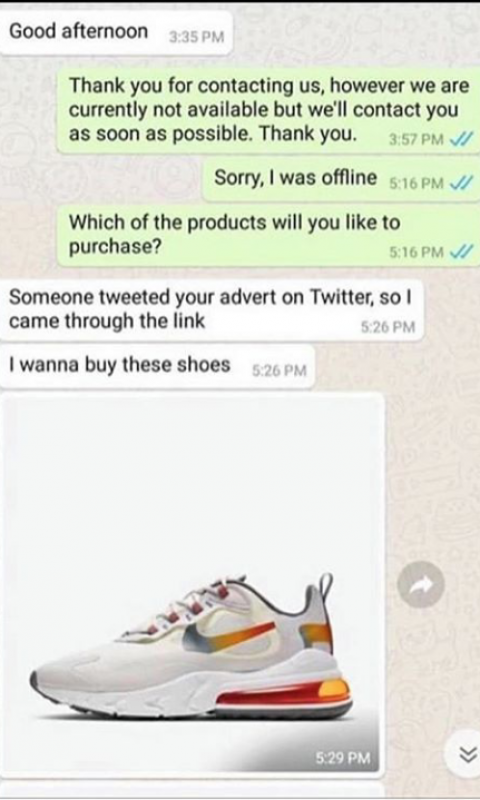 Good afternoon 3:35 PM
Thank you for contacting us, however we are
currently not available but we'll contact you
as soon as possible. Thank you. 3:57 PM
Sorry, I was offline 5:16 PM
Which of the products will you like to
purchase? 5:16 PM
Someone tweeted your advert on Twitter, so I
came through the link 5:26 PM
I wanna buy these shoes 5:26 PM
5:29 PM